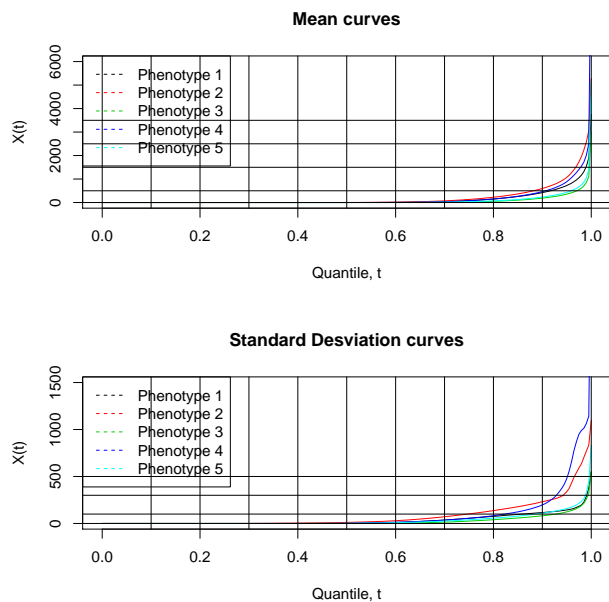 Mean curves
X(t)
6000
4000
2000
0
Phenotype 1
Phenotype 2
Phenotype 3
Phenotype 4
Phenotype 5
0.0 0.2 0.4 0.6 0.8 1.0
Quantile, t
Standard Desviation curves
X(t)
1500
1000
500
0
Phenotype 1
Phenotype 2
Phenotype 3
Phenotype 4
Phenotype 5
0.0 0.2 0.4 0.6 0.8 1.0
Quantile, t